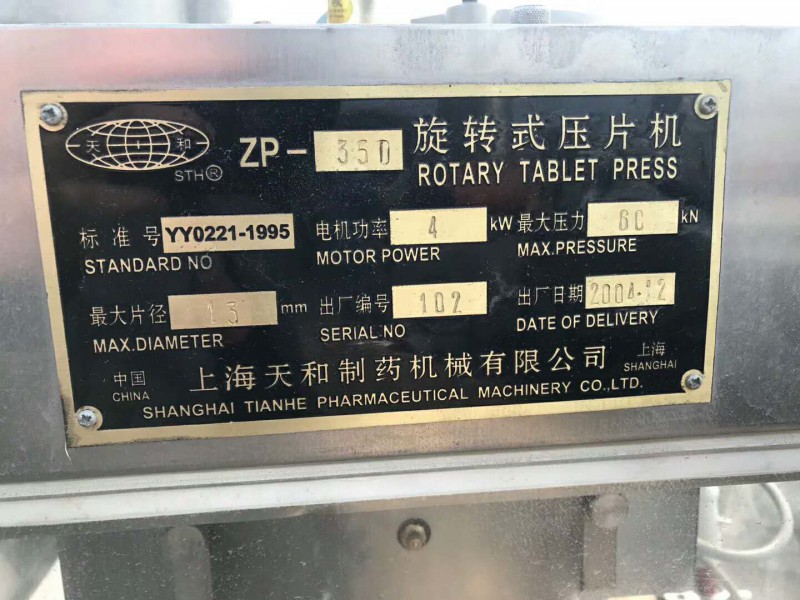 天 和
STH®
ZP-35D 旋转式压片机
ROTARY TABLET PRESS
标准号 YY0221-1995 电机功率 4 kW 最大压力 60 kN
STANDARD NO MOTOR POWER MAX.PRESSURE
最大片径 13 mm 出厂编号 102 出厂日期 2004.12
MAX.DIAMETER SERIAL.NO DATE OF DELIVERY
中国 上海天和制药机械有限公司 上海
CHINA SHANGHAI TIANHE PHARMACEUTICAL MACHINERY CO.,LTD. SHANGHAI